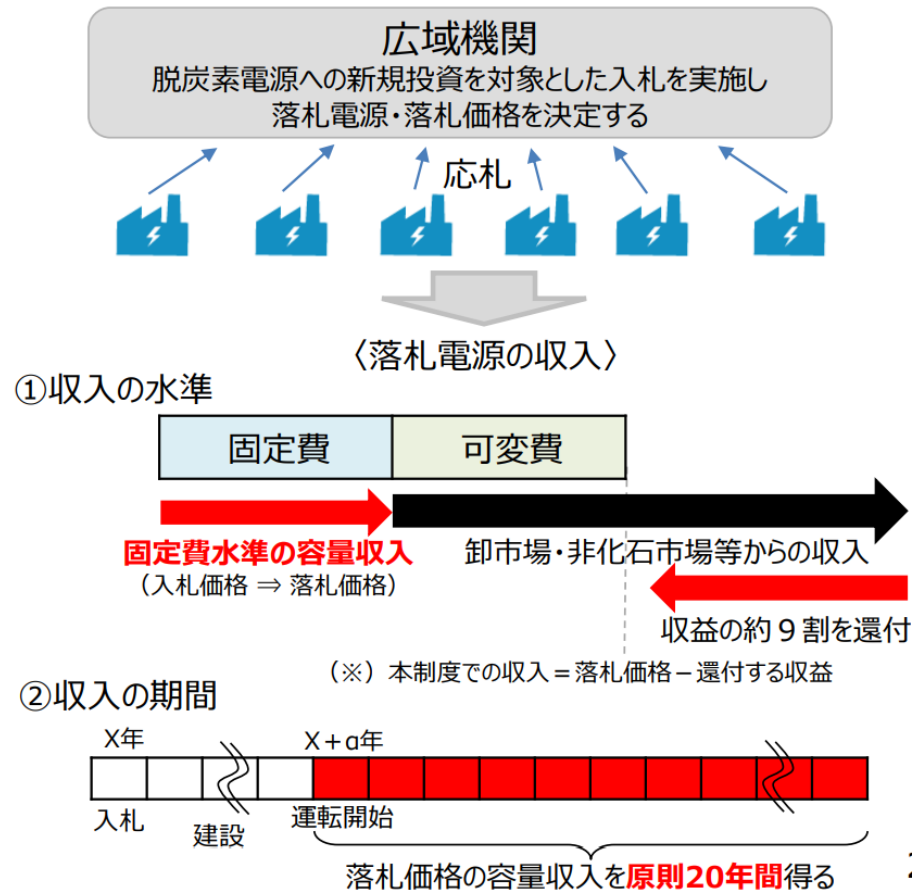 広域機関
脱炭素電源への新規投資を対象とした入札を実施し
落札電源・落札価格を決定する
応札
〈落札電源の収入〉
①収入の水準
固定費
可変費
固定費水準の容量収入
（入札価格 ⇒ 落札価格）
卸市場・非化石市場等からの収入
収益の約９割を還付
（※）本制度での収入＝落札価格－還付する収益
②収入の期間
X年
X＋α年
入札
建設
運転開始
落札価格の容量収入を原則20年間得る